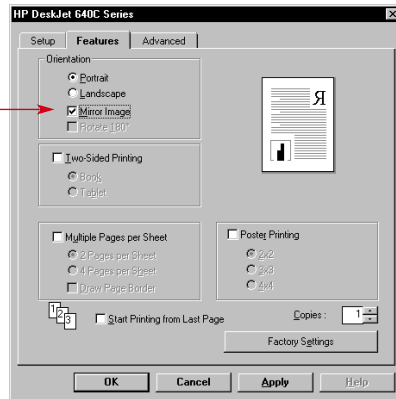 HP DeskJet 640C Series
Setup Features Advanced
Orientation
Portrait
Landscape
Mirror Image
Rotate 180°
Я
Two-Sided Printing
Book
Tablet
Multiple Pages per Sheet
2 Pages per Sheet
4 Pages per Sheet
Draw Page Border
Poster Printing
2x2
3x3
4x4
1 2 3
Start Printing from Last Page
Copies : 1
Factory Settings
OK Cancel Apply Help